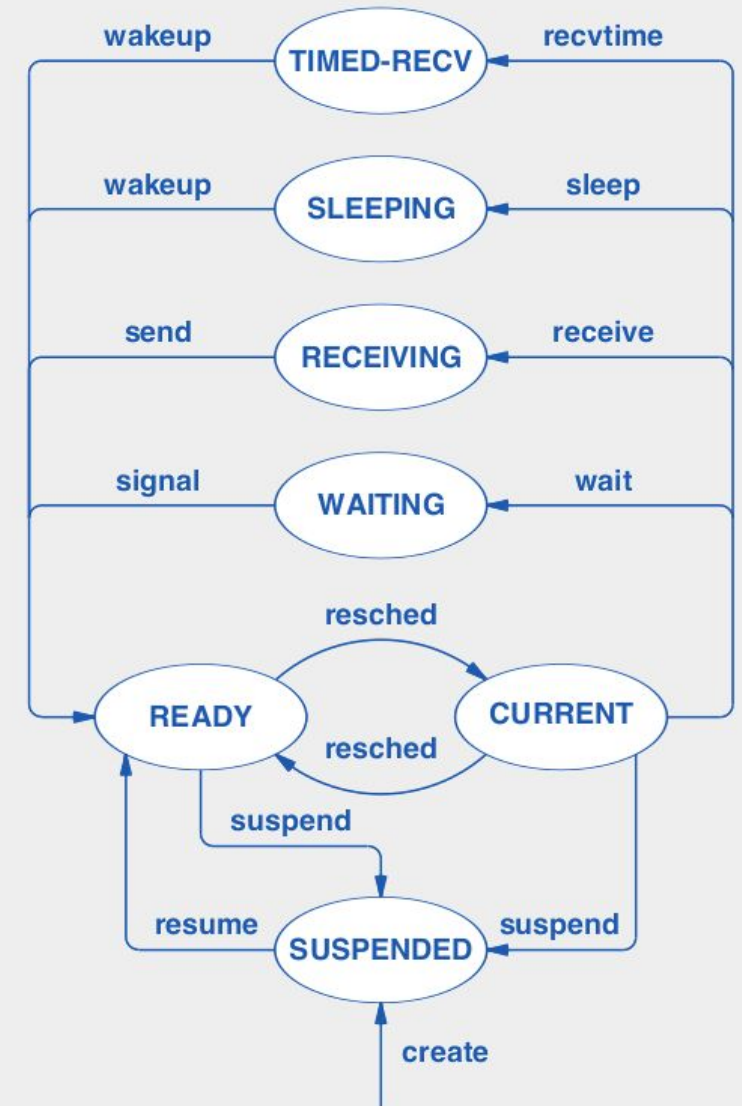 wakeup
TIMED-RECV
recvtime
wakeup
SLEEPING
sleep
send
RECEIVING
receive
signal
WAITING
wait
resched
READY
CURRENT
resched
suspend
resume
SUSPENDED
suspend
create